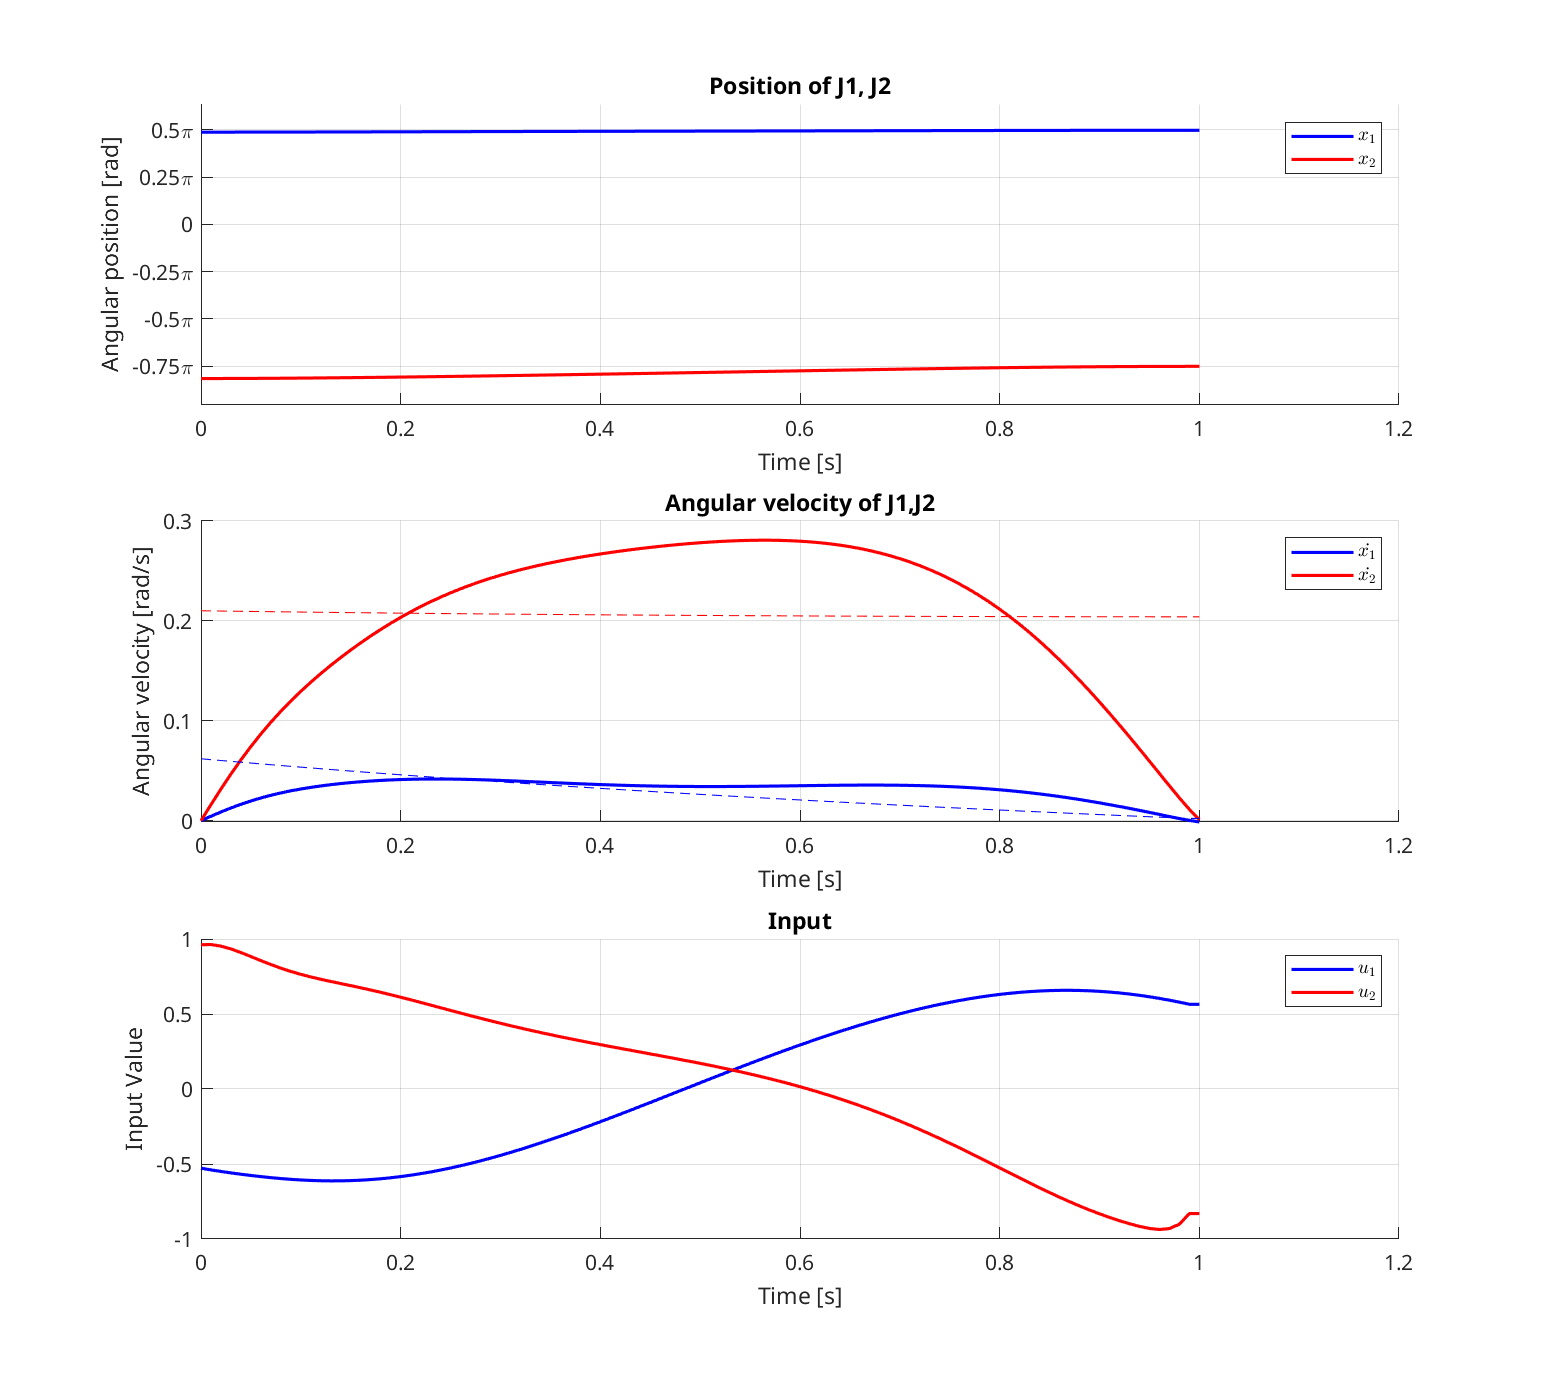 Position of J1, J2
0.5π
0.25π
0
-0.25π
-0.5π
-0.75π
Angular position [rad]
x₁
x₂
0 0.2 0.4 0.6 0.8 1 1.2
Time [s]
Angular velocity of J1,J2
0.3
0.2
0.1
0
Angular velocity [rad/s]
ẋ₁
ẋ₂
0 0.2 0.4 0.6 0.8 1 1.2
Time [s]
Input
1
0.5
0
-0.5
-1
Input Value
u₁
u₂
0 0.2 0.4 0.6 0.8 1 1.2
Time [s]